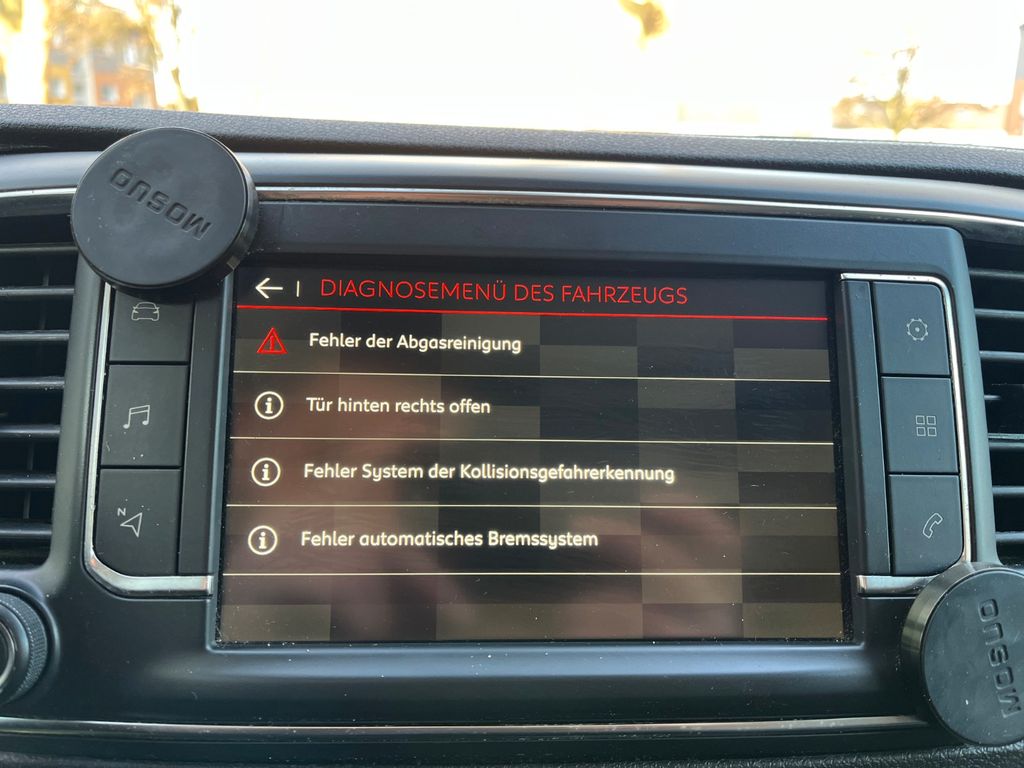 MOSUO
DIAGNOSEMENÜ DES FAHRZEUGS
Fehler der Abgasreinigung
Tür hinten rechts offen
Fehler System der Kollisionsgefahrerkennung
Fehler automatisches Bremssystem
N
MOSUO